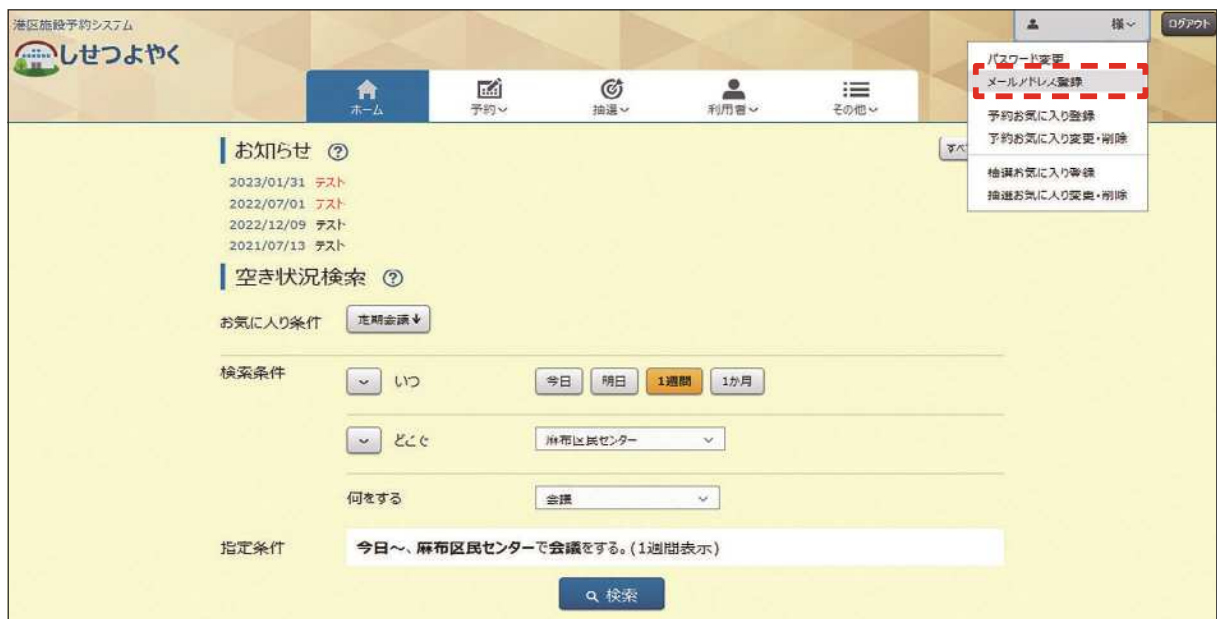 港区施設予約システム
しせつよやく
様
ログアウト
パスワード変更
メールアドレス登録
予約お気に入り登録
予約お気に入り変更・削除
抽選お気に入り登録
抽選お気に入り変更・削除
ホーム
予約
抽選
利用者
その他
お知らせ ?
すべ
2023/01/31 テスト
2022/07/01 テスト
2022/12/09 テスト
2021/07/13 テスト
空き状況検索 ?
お気に入り条件 定期会議
検索条件 いつ 今日 明日 1週間 1か月
どこで 麻布区民センター
何をする 会議
指定条件 今日~、麻布区民センターで会議をする。(1週間表示)
検索